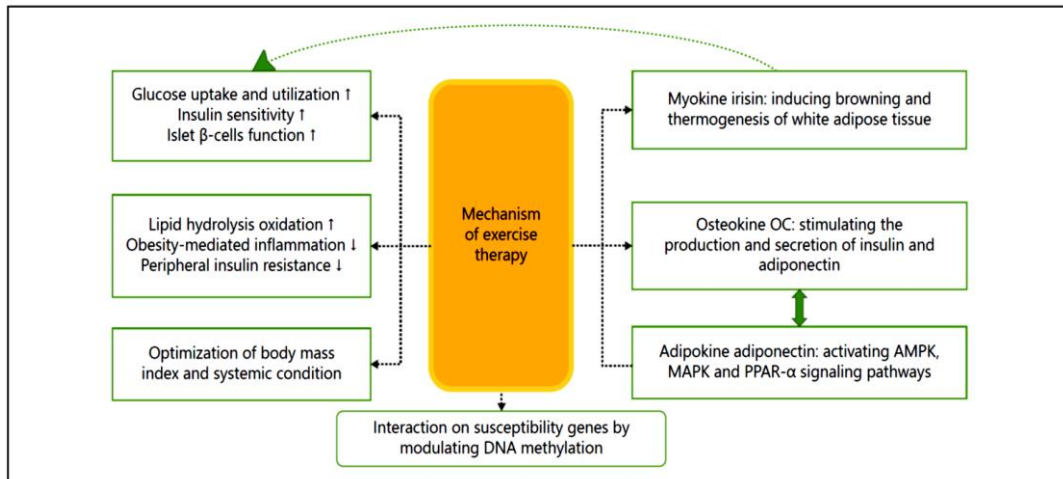 Glucose uptake and utilization ↑
Insulin sensitivity ↑
Islet β-cells function ↑
Lipid hydrolysis oxidation ↑
Obesity-mediated inflammation ↓
Peripheral insulin resistance ↓
Optimization of body mass
index and systemic condition
Mechanism
of exercise
therapy
Myokine irisin: inducing browning and
thermogenesis of white adipose tissue
Osteokine OC: stimulating the
production and secretion of insulin and
adiponectin
Adipokine adiponectin: activating AMPK,
MAPK and PPAR-α signaling pathways
Interaction on susceptibility genes by
modulating DNA methylation